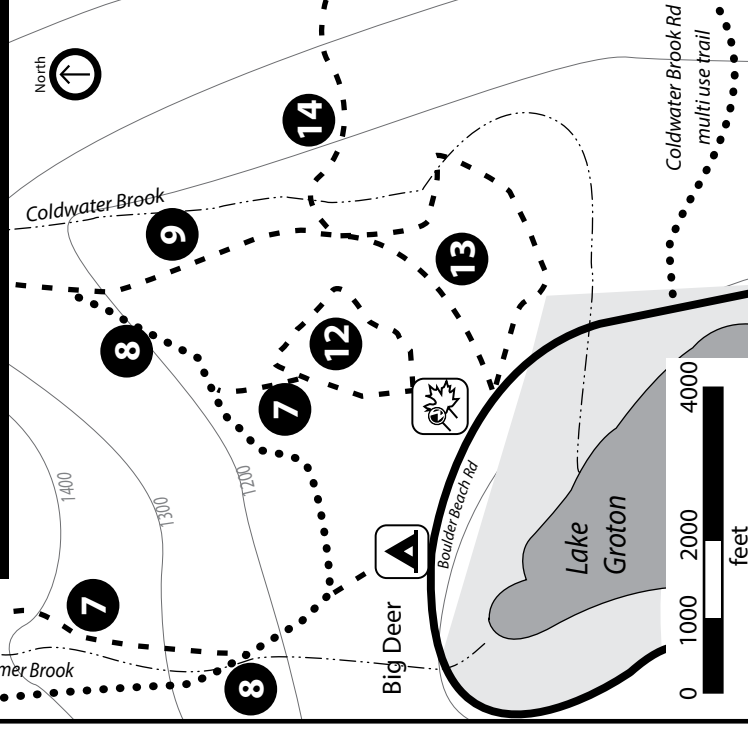 North
Coldwater Brook
Coldwater Brook Rd
multi use trail
14
9
13
8
12
7
1400
1300
1200
Boulder Beach Rd
Lake
Groton
Big Deer
7
8
mer Brook
0 1000 2000 4000
feet